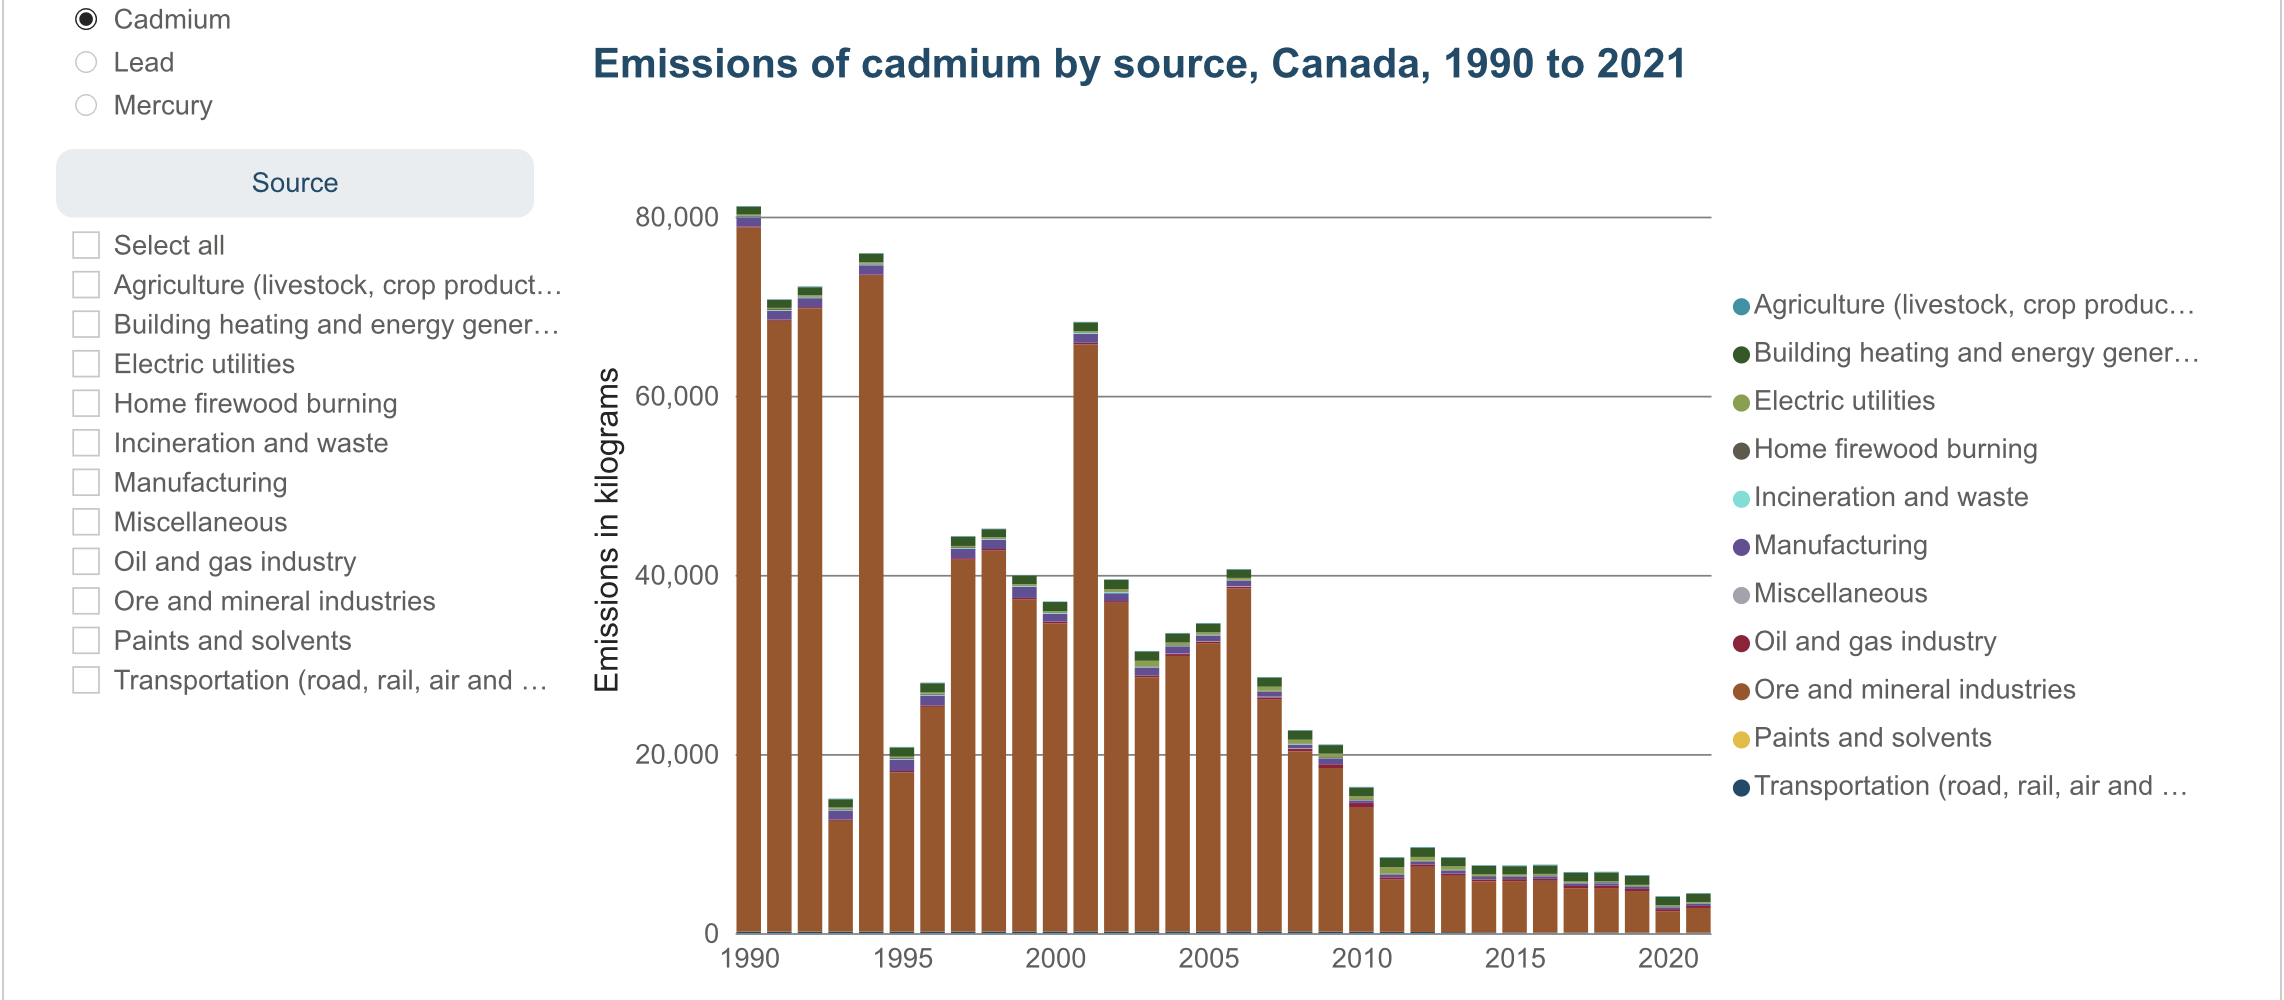 Cadmium
Lead
Mercury
Source
Select all
Agriculture (livestock, crop product…
Building heating and energy gener…
Electric utilities
Home firewood burning
Incineration and waste
Manufacturing
Miscellaneous
Oil and gas industry
Ore and mineral industries
Paints and solvents
Transportation (road, rail, air and …
Emissions of cadmium by source, Canada, 1990 to 2021
Emissions in kilograms
80,000
60,000
40,000
20,000
0
1990 1995 2000 2005 2010 2015 2020
Agriculture (livestock, crop produc…
Building heating and energy gener…
Electric utilities
Home firewood burning
Incineration and waste
Manufacturing
Miscellaneous
Oil and gas industry
Ore and mineral industries
Paints and solvents
Transportation (road, rail, air and …